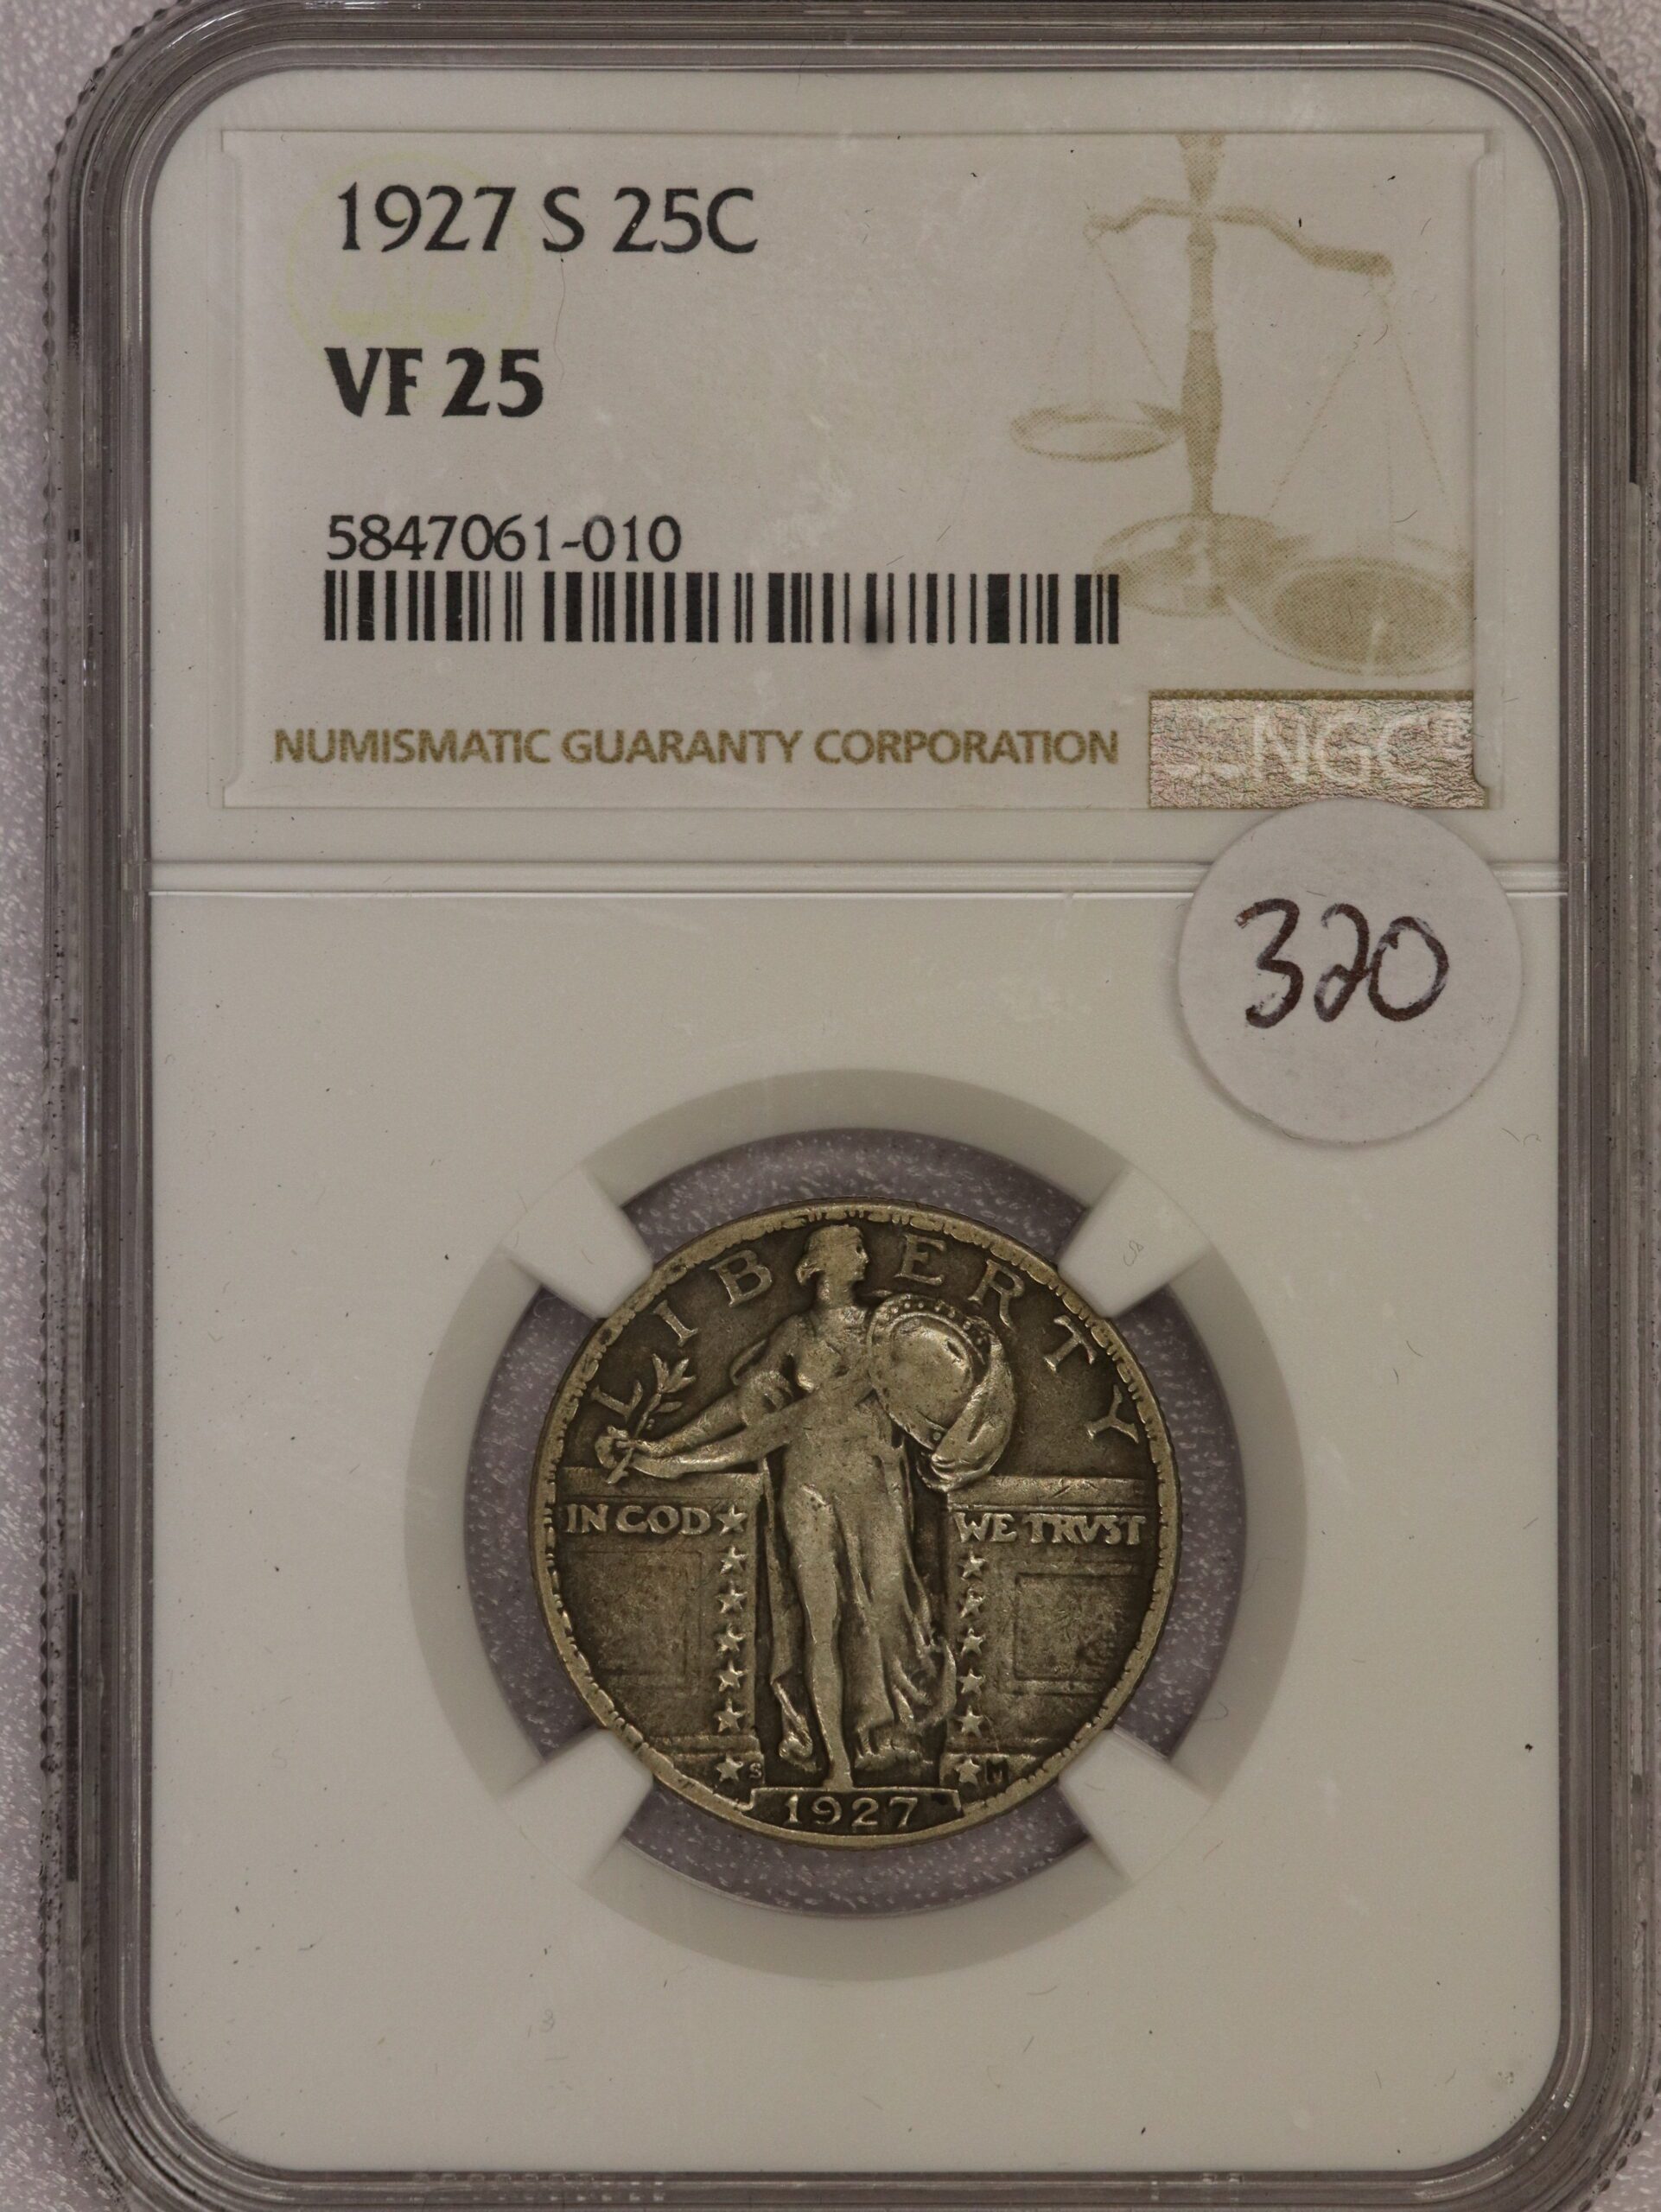 1927 S 25C
VF 25
5847061-010
NUMISMATIC GUARANTY CORPORATION
NGC
320
LIBERTY
IN GOD WE TRVST
S M
1927